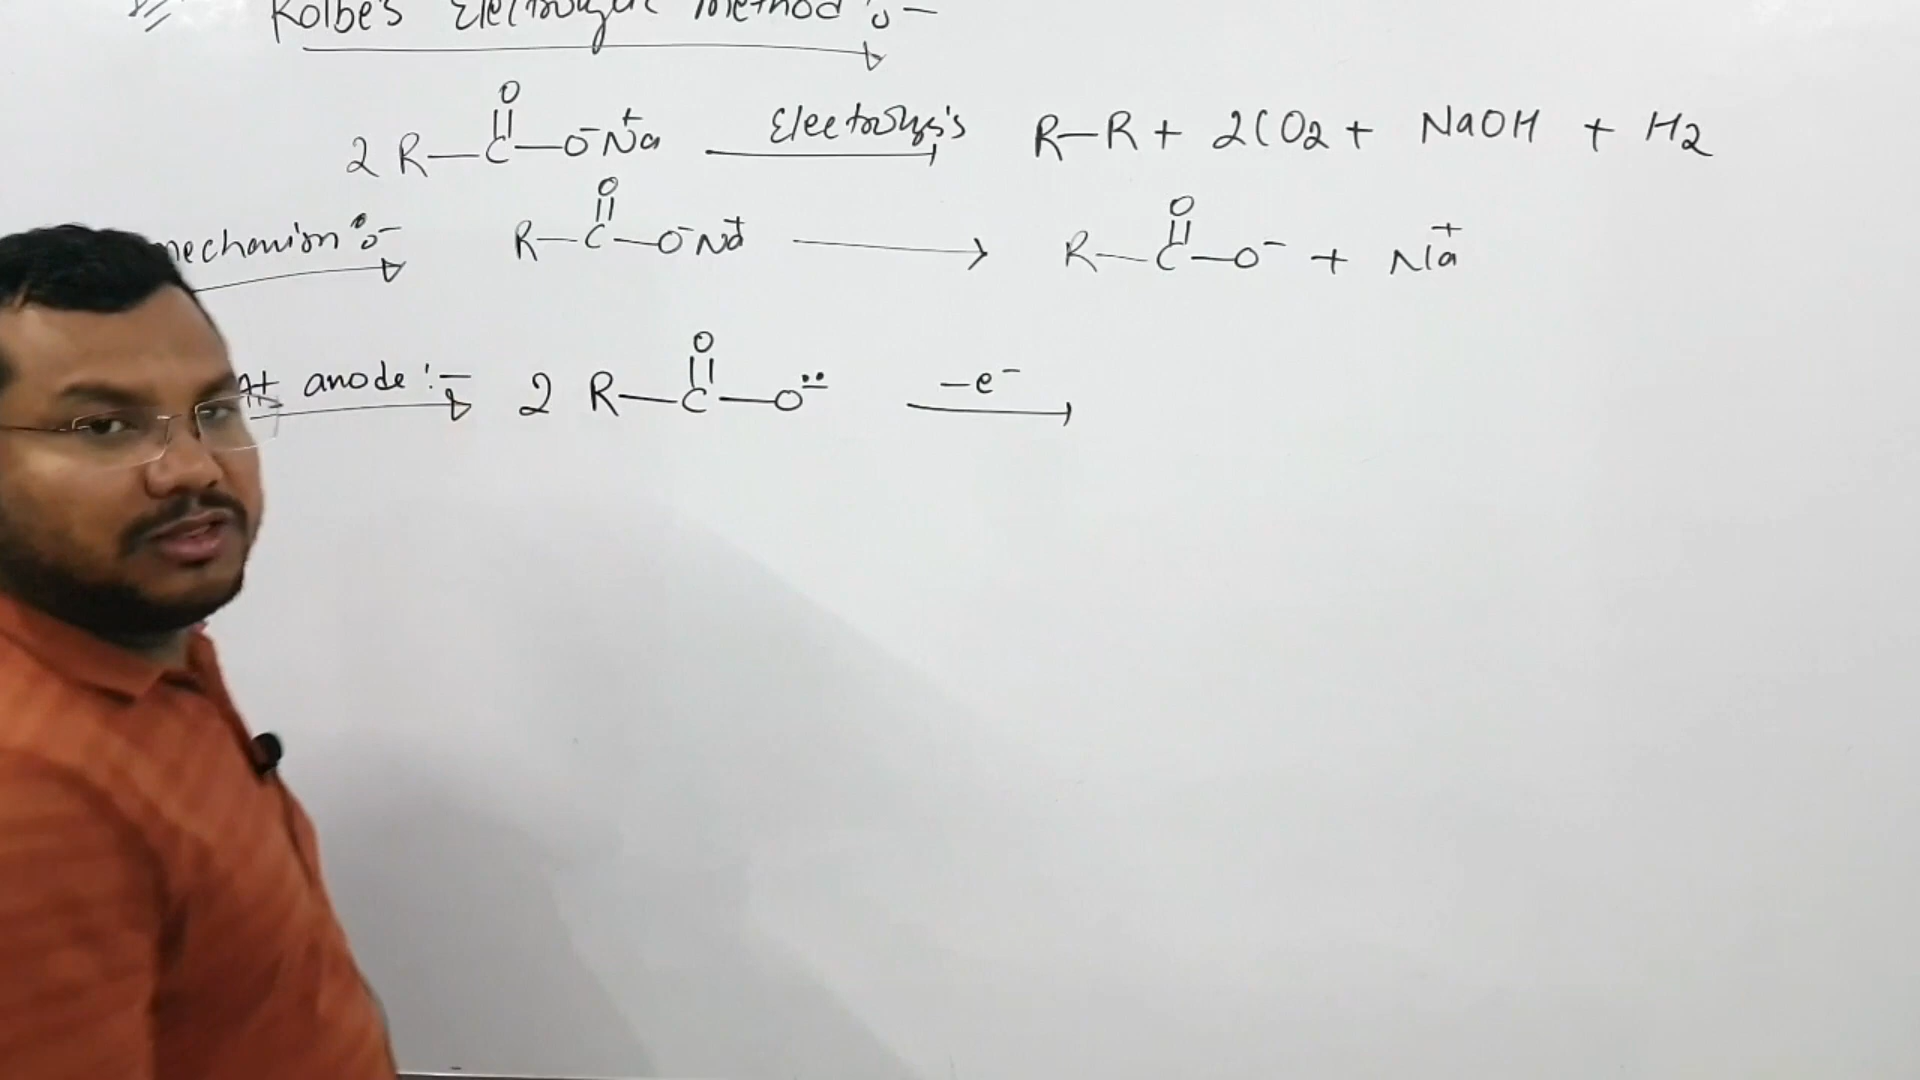 Kolbe's Electrolytic Method :-
2 R-C(=O)-O⁻Na⁺ Electrolysis → R-R + 2CO2 + NaOH + H2
mechanism :- R-C(=O)-O⁻Na⁺ → R-C(=O)-O⁻ + Na⁺
At anode :- 2 R-C(=O)-O:⁻ -e⁻ →